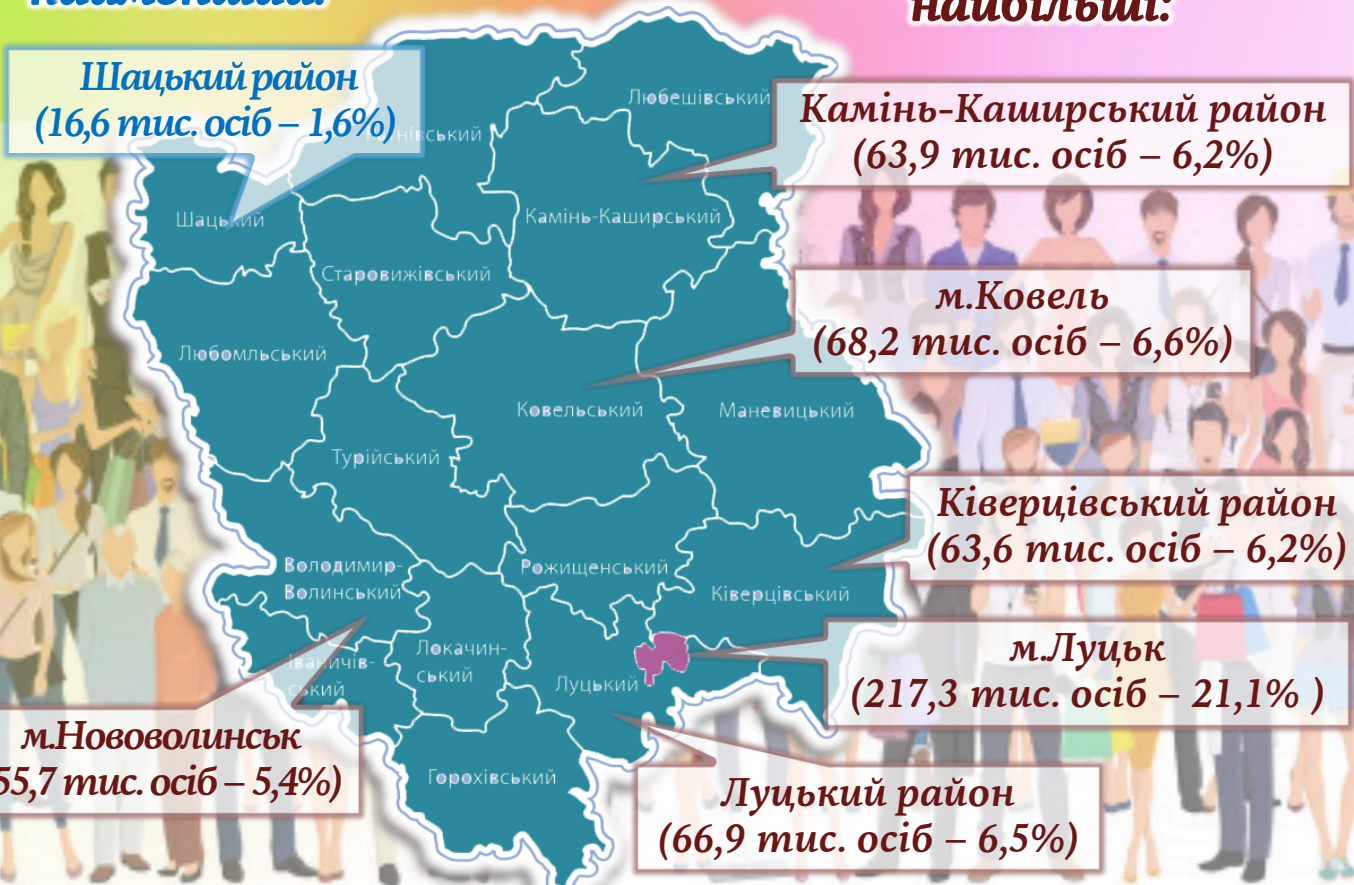 найбільші:
Шацький район
(16,6 тис. осіб – 1,6%)
Камінь-Каширський район
(63,9 тис. осіб – 6,2%)
м.Ковель
(68,2 тис. осіб – 6,6%)
Ківерцівський район
(63,6 тис. осіб – 6,2%)
м.Луцьк
(217,3 тис. осіб – 21,1% )
Луцький район
(66,9 тис. осіб – 6,5%)
м.Нововолинськ
55,7 тис. осіб – 5,4%)
Любешівський
Шацький
Камінь-Каширський
Старовижівський
Любомльський
Ковельський
Маневицький
Турійський
Володимир-
Волинський
Рожищенський
Ківерцівський
Іваничів-
ський
Локачин-
ський
Луцький
Горохівський